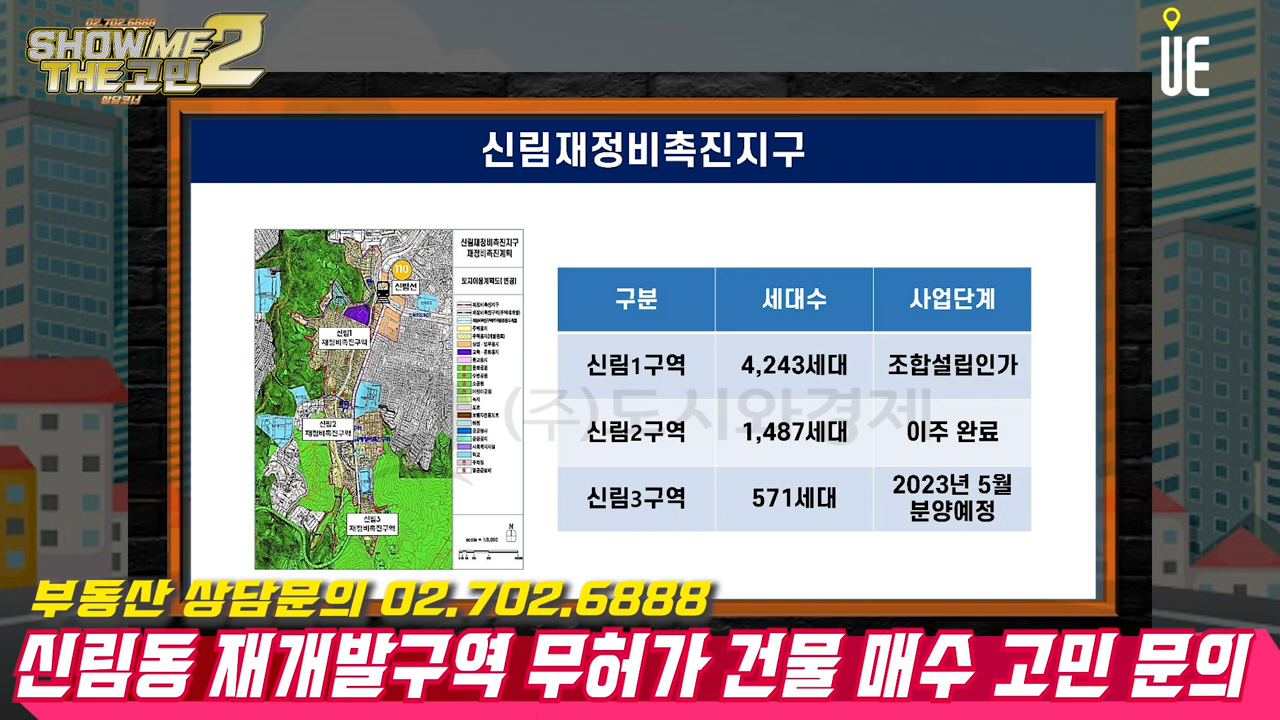 02.702.6888
SHOW ME 2
THE 고민
상담코너
UE
신림재정비촉진지구
신림재정비촉진지구
재정비촉진계획
토지이용계획도(변경)
110
신림선
신림1
재정비촉진구역
신림2
재정비촉진구역
신림3
재정비촉진구역
N
구분 세대수 사업단계
신림1구역 4,243세대 조합설립인가
신림2구역 1,487세대 이주 완료
신림3구역 571세대 2023년 5월
분양예정
(주)도시와경제
부동산 상담문의 02.702.6888
신림동 재개발구역 무허가 건물 매수 고민 문의